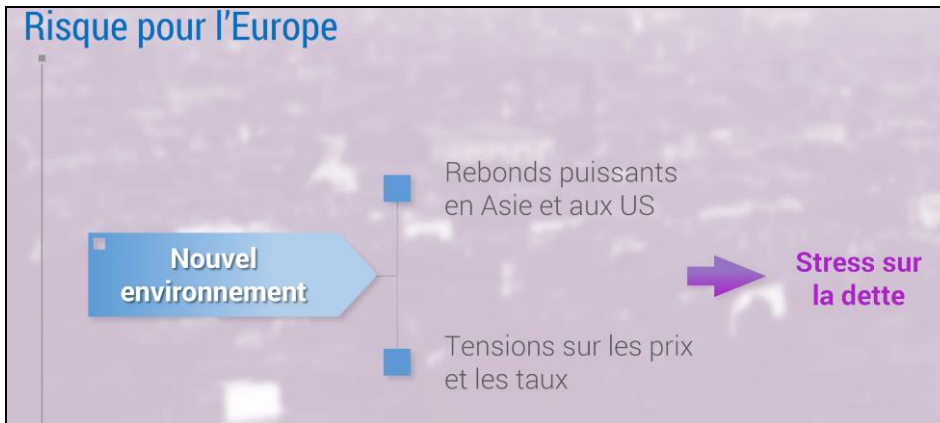 Risque pour l'Europe
Rebonds puissants
en Asie et aux US
Nouvel
environnement
Stress sur
la dette
Tensions sur les prix
et les taux